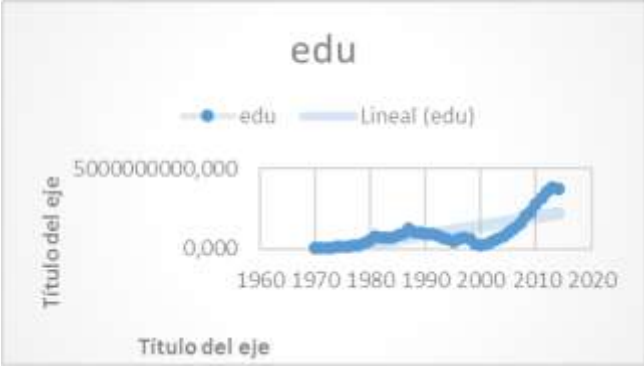 edu
edu Lineal (edu)
Título del eje
5000000000,000
0,000
1960 1970 1980 1990 2000 2010 2020
Título del eje